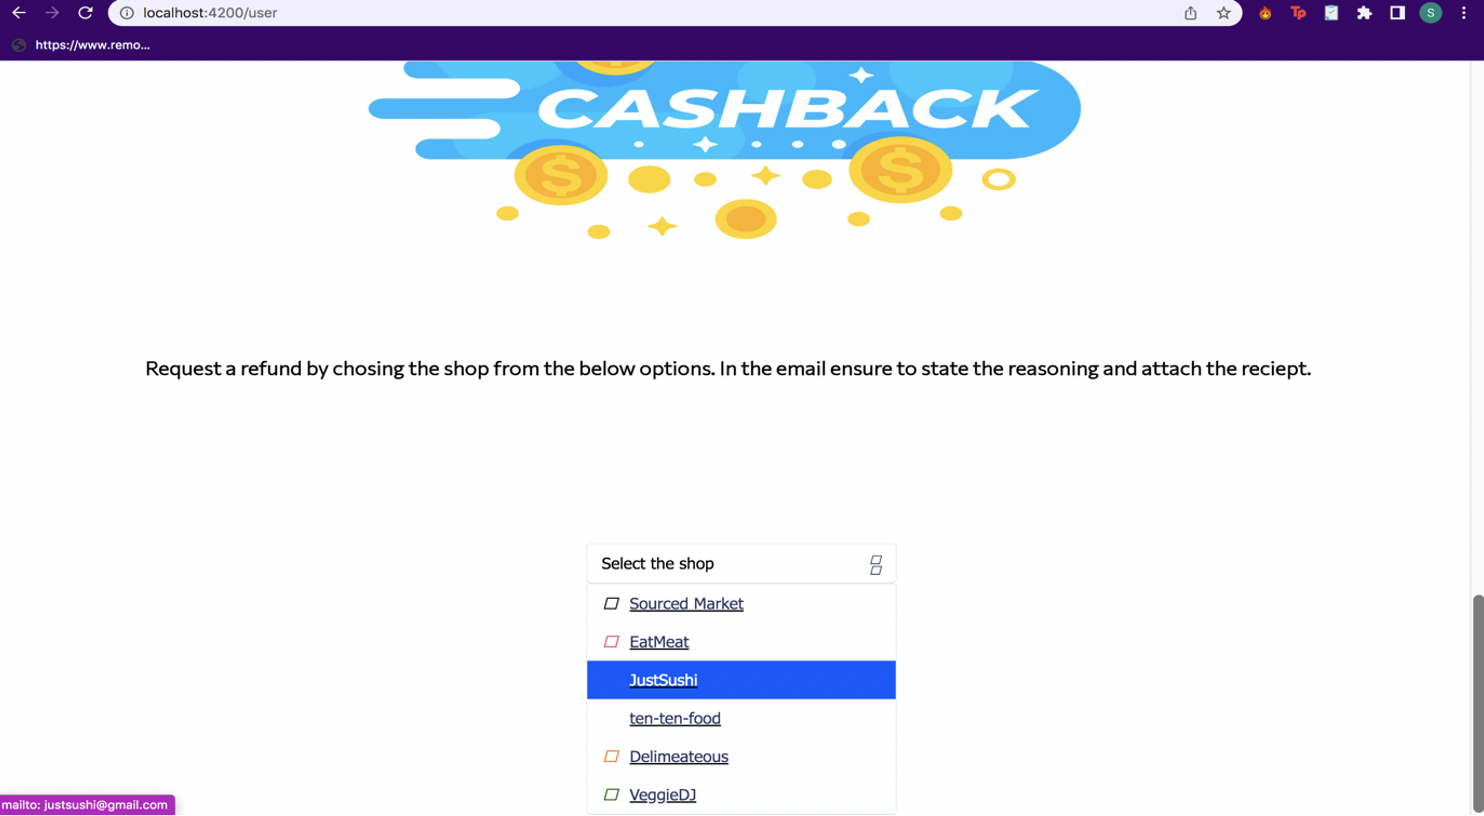 localhost:4200/user
Tp
S
https://www.remo...
CASHBACK
$ $
Request a refund by chosing the shop from the below options. In the email ensure to state the reasoning and attach the reciept.
Select the shop
Sourced Market
EatMeat
JustSushi
ten-ten-food
Delimeateous
VeggieDJ
mailto: justsushi@gmail.com